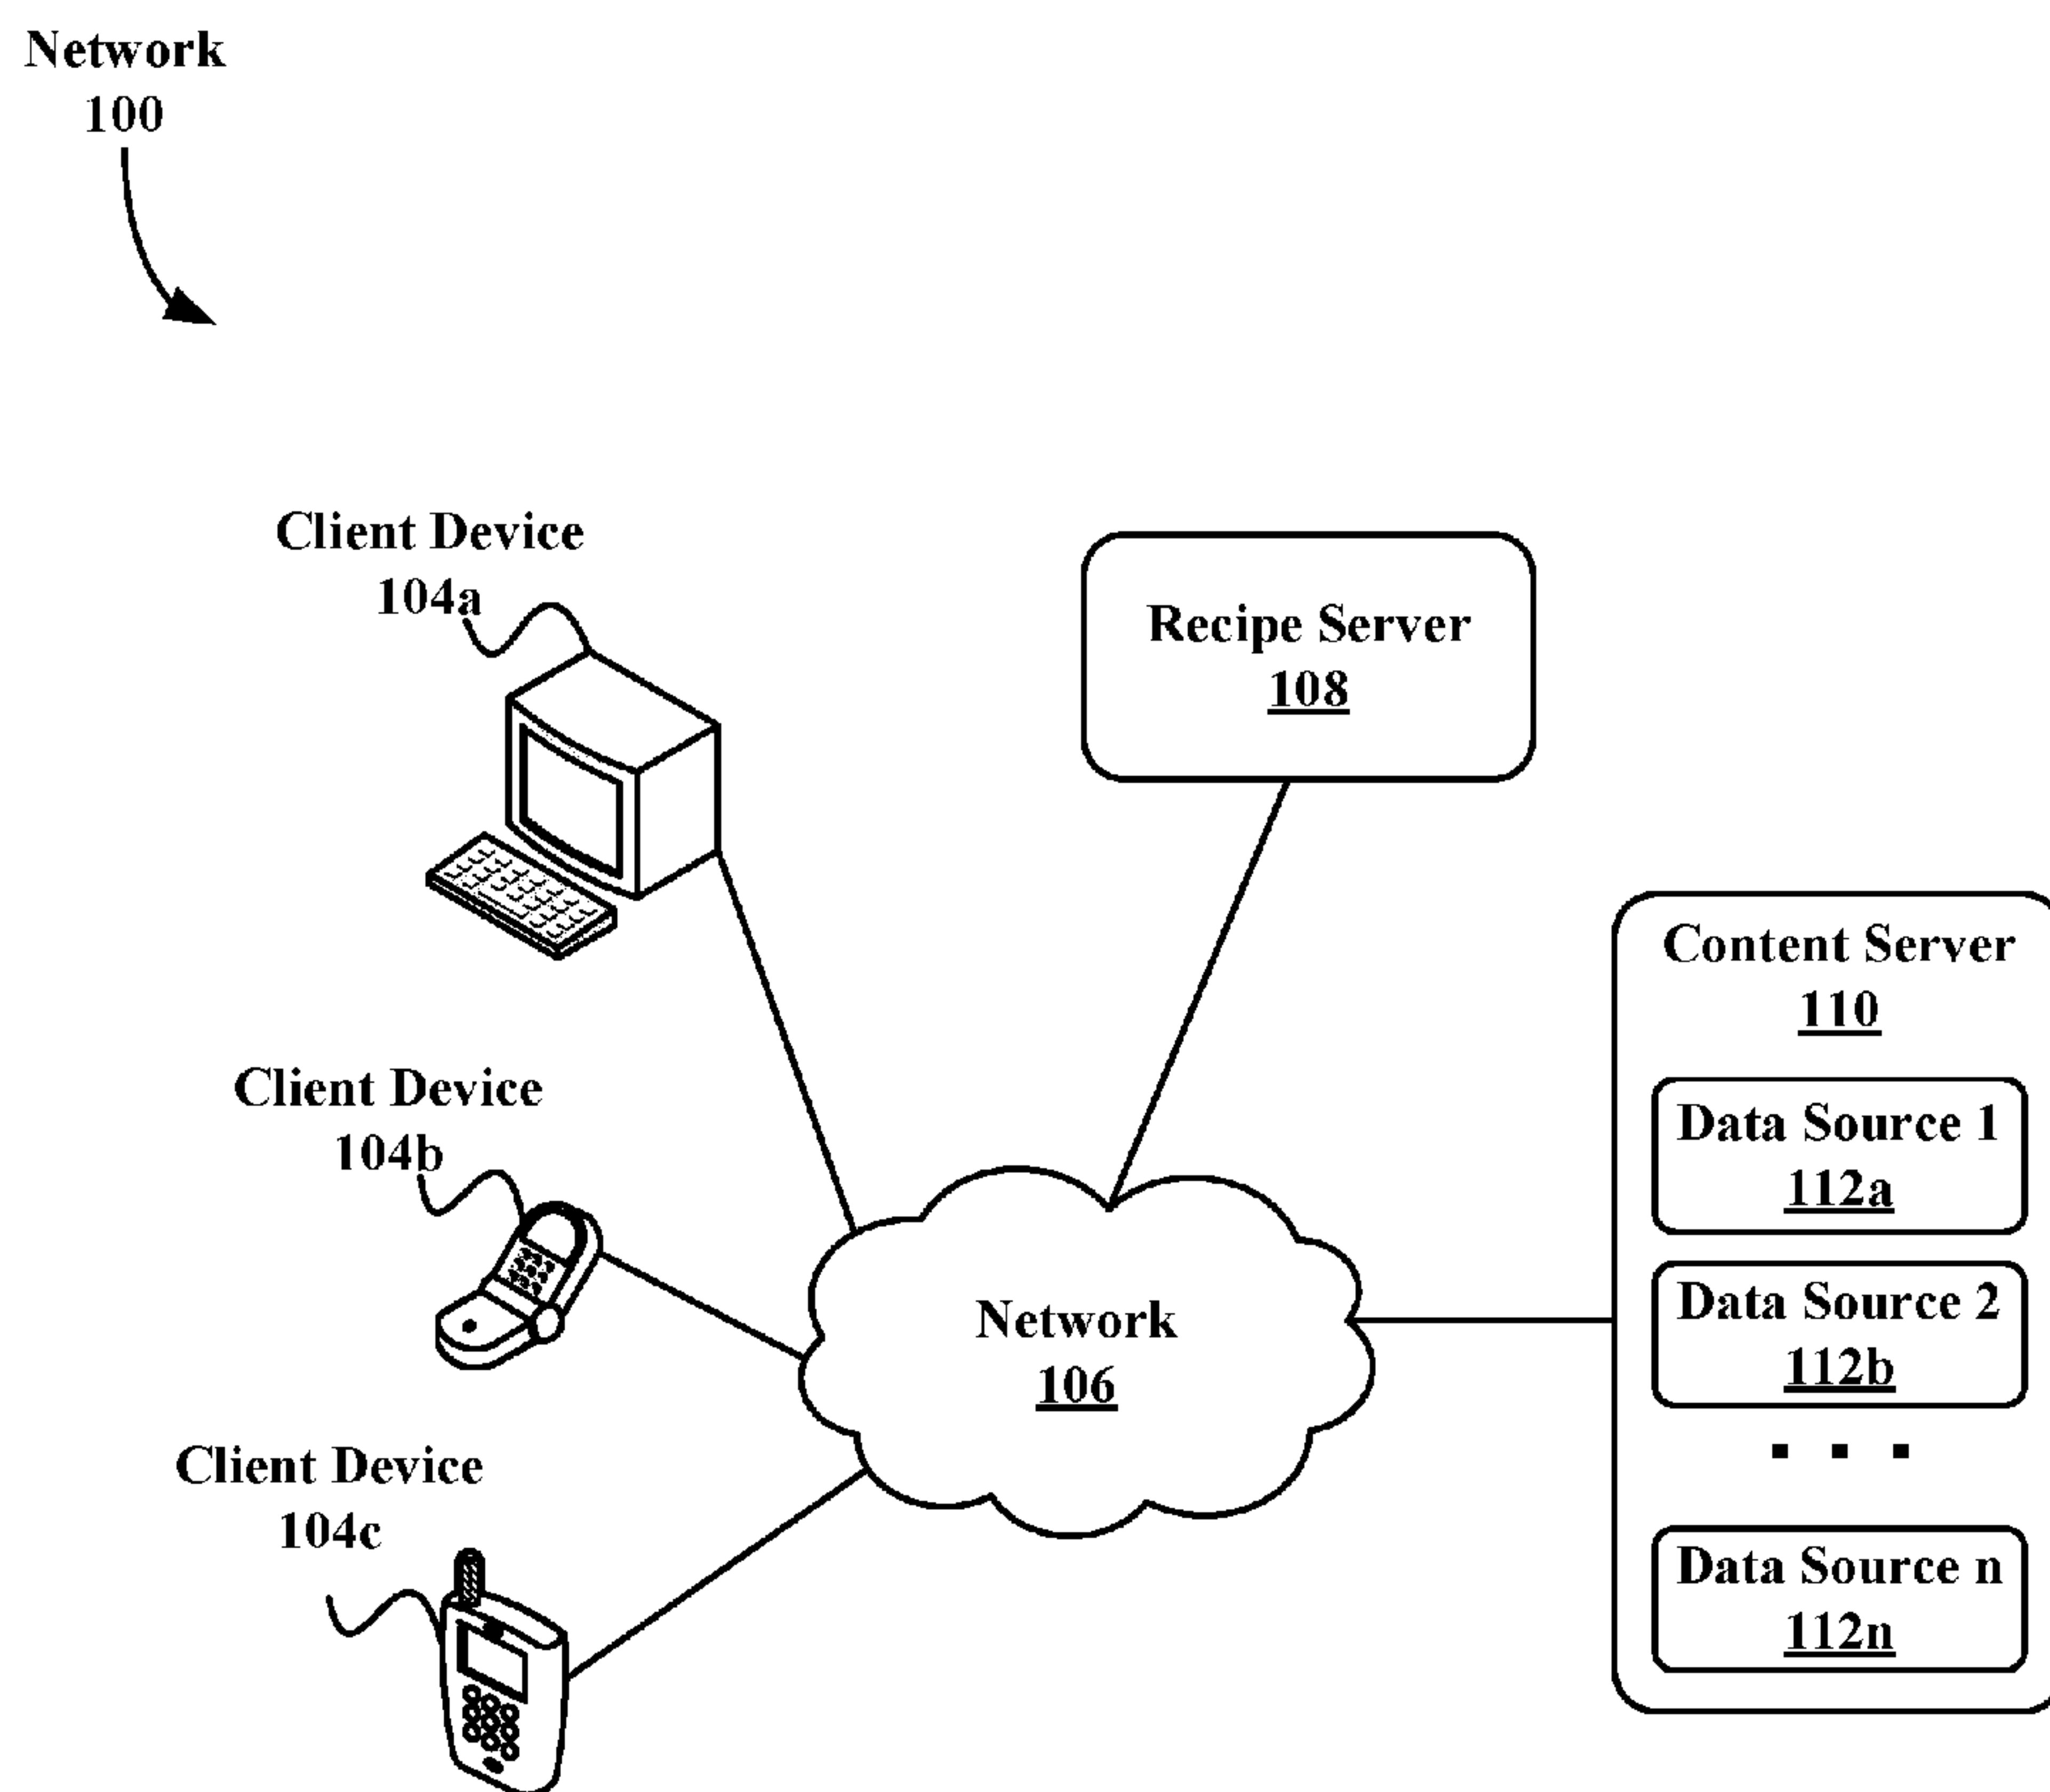 Network
100
Client Device
104a
Recipe Server
108
Content Server
110
Client Device
104b
Data Source 1
112a
Data Source 2
112b
Network
106
. . .
Client Device
104c
Data Source n
112n